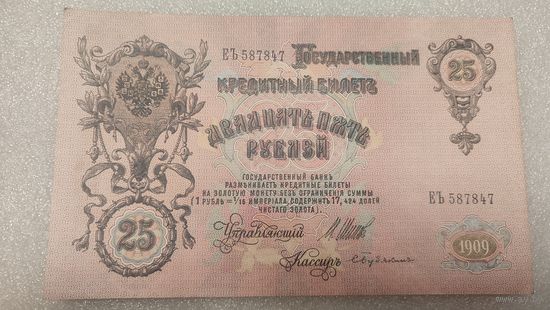 ЕЪ 587847 ГОСУДАРСТВЕННЫЙ
КРЕДИТНЫЙ БИЛЕТЪ
25
ДВАДЦАТЬ ПЯТЬ
РУБЛЕЙ
ГОСУДАРСТВЕННЫЙ БАНКЪ
РАЗМѢНИВАЕТЪ КРЕДИТНЫЕ БИЛЕТЫ
НА ЗОЛОТУЮ МОНЕТУ БЕЗЪ ОГРАНИЧЕНІЯ СУММЫ
(1 РУБЛЬ = 1/15 ИМПЕРІАЛА, СОДЕРЖИТЪ 17,424 ДОЛЕЙ
ЧИСТАГО ЗОЛОТА).
ЕЪ 587847
25
Управляющій
Кассиръ
1909